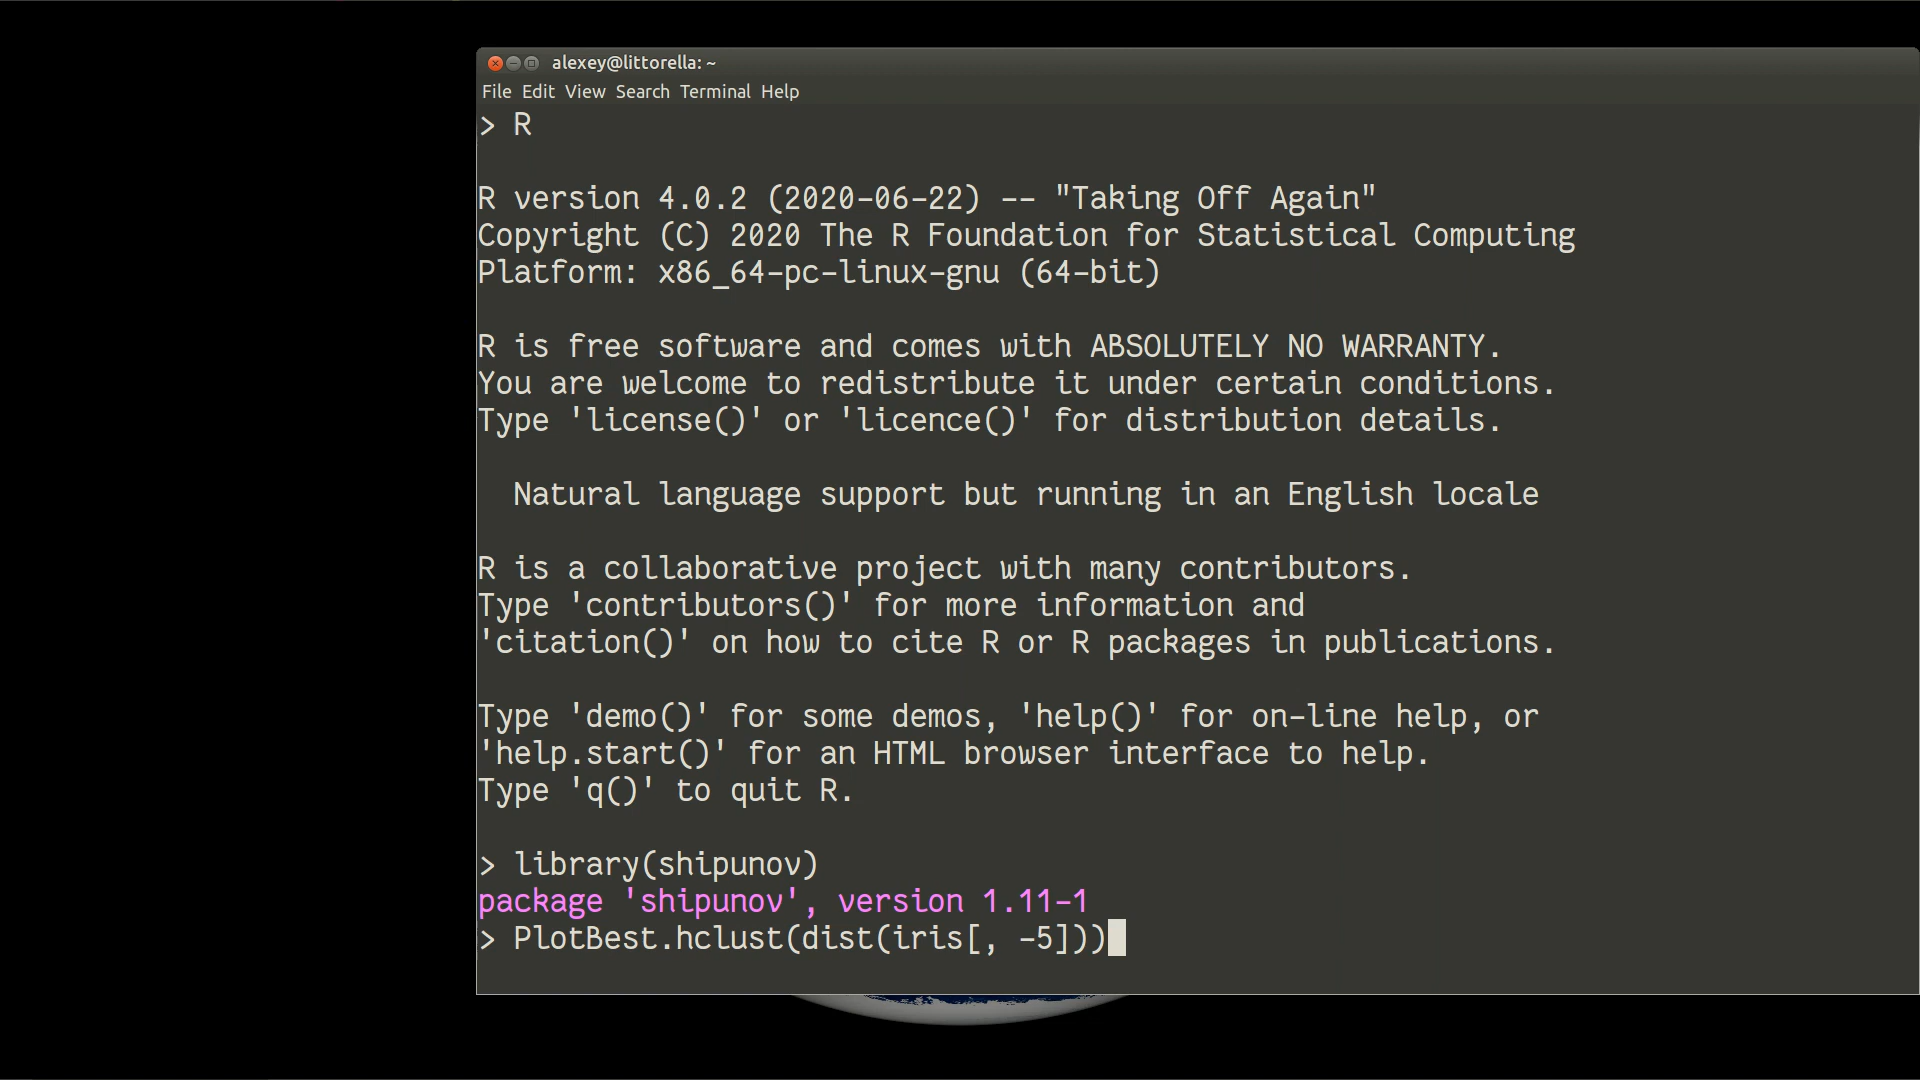 alexey@littorella: ~
File Edit View Search Terminal Help
> R
R version 4.0.2 (2020-06-22) -- "Taking Off Again"
Copyright (C) 2020 The R Foundation for Statistical Computing
Platform: x86_64-pc-linux-gnu (64-bit)
R is free software and comes with ABSOLUTELY NO WARRANTY.
You are welcome to redistribute it under certain conditions.
Type 'license()' or 'licence()' for distribution details.
Natural language support but running in an English locale
R is a collaborative project with many contributors.
Type 'contributors()' for more information and
'citation()' on how to cite R or R packages in publications.
Type 'demo()' for some demos, 'help()' for on-line help, or
'help.start()' for an HTML browser interface to help.
Type 'q()' to quit R.
> library(shipunov)
package 'shipunov', version 1.11-1
> PlotBest.hclust(dist(iris[, -5]))